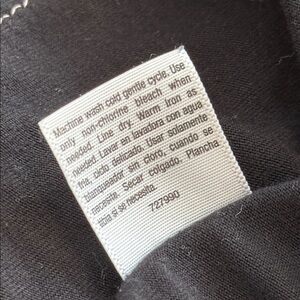 Machine wash cold gentle cycle. Use
only non-chlorine bleach when
needed. Line dry. Warm iron as
needed. Lavar en lavadora con agua
fria, ciclo delicado. Usar solamente
blanqueador sin cloro, cuando se
necesite. Secar colgado. Plancha
tibia si se necesita.
727990